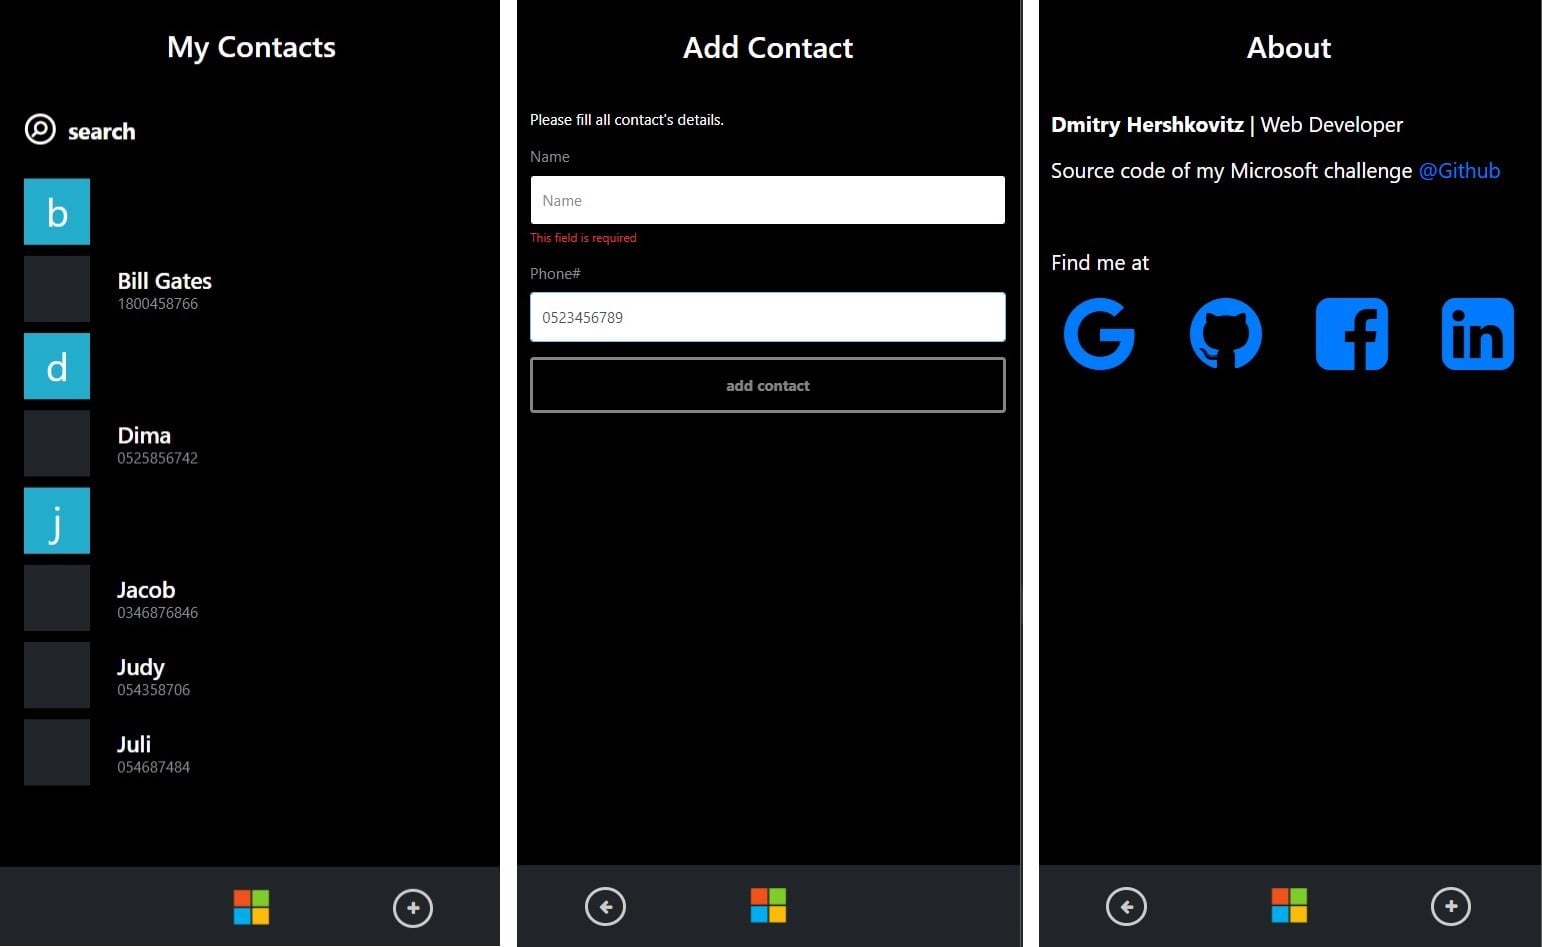 My Contacts
search
b
Bill Gates
1800458766
d
Dima
0525856742
j
Jacob
0346876846
Judy
054358706
Juli
054687484
Add Contact
Please fill all contact's details.
Name
Name
This field is required
Phone#
0523456789
add contact
About
Dmitry Hershkovitz | Web Developer
Source code of my Microsoft challenge @Github
Find me at